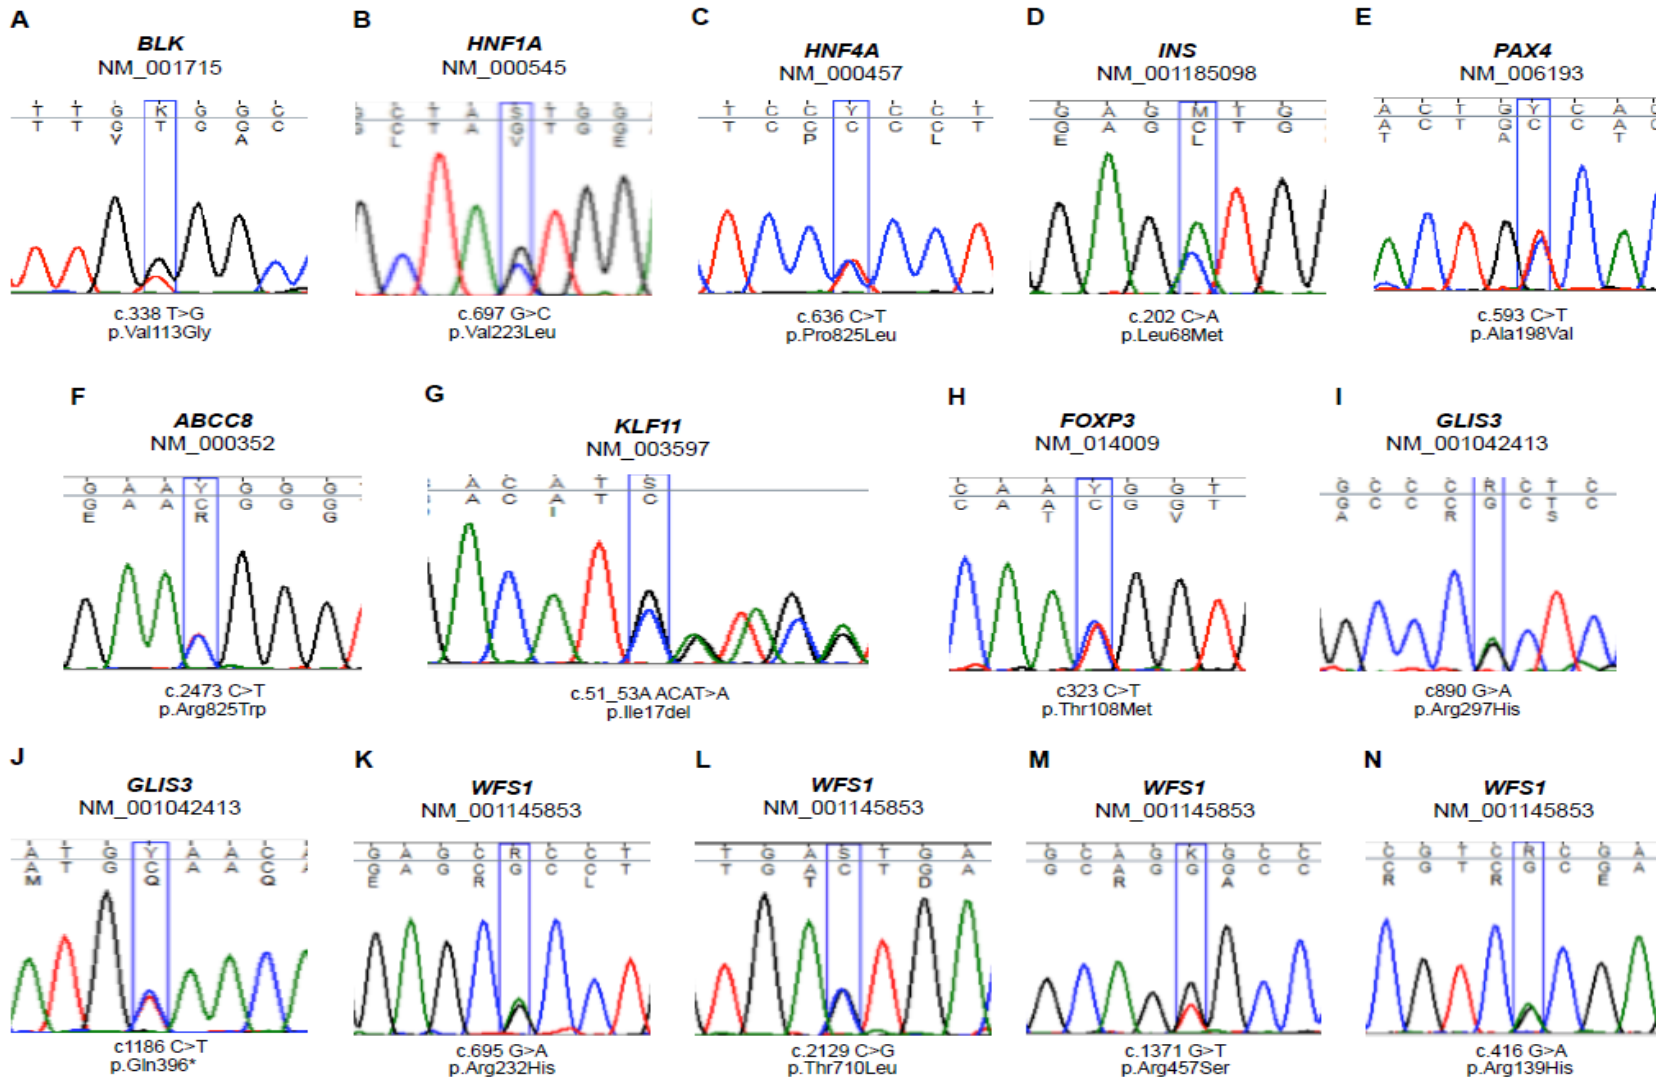 A
BLK
NM_001715
T T G K G G C
T T G T G G C
V A
c.338 T>G
p.Val113Gly
B
HNF1A
NM_000545
G C T A S T G G
G C T A G T G G
L V E
c.697 G>C
p.Val223Leu
C
HNF4A
NM_000457
T C C Y C C T
T C C C C C T
P L
c.636 C>T
p.Pro825Leu
D
INS
NM_001185098
G A G M T G
G A G C T G
E L
c.202 C>A
p.Leu68Met
E
PAX4
NM_006193
A C T G Y C A C
A C T G C C A C
T A T
c.593 C>T
p.Ala198Val
F
ABCC8
NM_000352
G A A Y G G G
G A A C G G G
E R G
c.2473 C>T
p.Arg825Trp
G
KLF11
NM_003597
A C A T S
A C A T C
I
c.51_53A ACAT>A
p.Ile17del
H
FOXP3
NM_014009
C A A Y G G T
C A A C G G T
T V
c323 C>T
p.Thr108Met
I
GLIS3
NM_001042413
G C C C R C T C
G C C C G C T C
A R S
c890 G>A
p.Arg297His
J
GLIS3
NM_001042413
A T G Y A A C A
A T G C A A C A
M Q Q
c1186 C>T
p.Gln396*
K
WFS1
NM_001145853
G A G C R C C T
G A G C G C C T
E R L
c.695 G>A
p.Arg232His
L
WFS1
NM_001145853
T G A S T G A
T G A C T G A
T D
c.2129 C>G
p.Thr710Leu
M
WFS1
NM_001145853
G C A G K G C C
G C A G G G C C
R A
c.1371 G>T
p.Arg457Ser
N
WFS1
NM_001145853
C G T C R C G A
C G T C G C G A
R R E
c.416 G>A
p.Arg139His